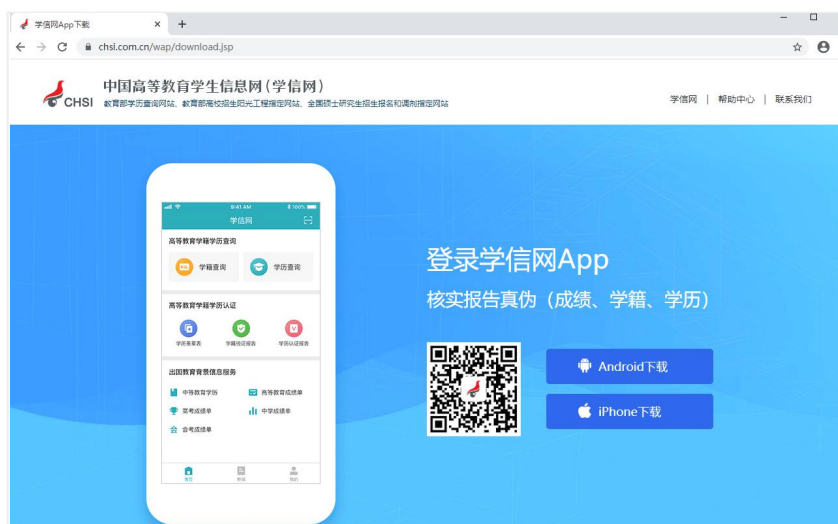 学信网App下载
chsi.com.cn/wap/download.jsp
CHSI
中国高等教育学生信息网(学信网)
教育部学历查询网站、教育部高校招生阳光工程指定网站、全国硕士研究生招生报名和调剂指定网站
学信网 | 帮助中心 | 联系我们
9:41 AM
100%
学信网
高等教育学籍学历查询
学籍查询
学历查询
高等教育学籍学历认证
学历备案表
学籍验证报告
学历认证报告
出国教育背景信息服务
中等教育学历
高等教育成绩单
高考成绩单
中学成绩单
会考成绩单
首页
我的
登录学信网App
核实报告真伪(成绩、学籍、学历)
Android下载
iPhone下载